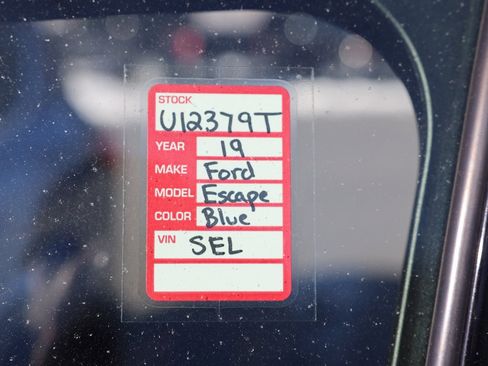 STOCK
U12379T
YEAR 19
MAKE Ford
MODEL Escape
COLOR Blue
VIN SEL